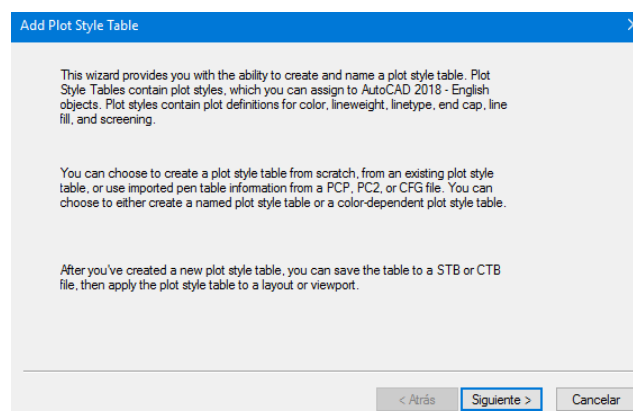 Add Plot Style Table
This wizard provides you with the ability to create and name a plot style table. Plot
Style Tables contain plot styles, which you can assign to AutoCAD 2018 - English
objects. Plot styles contain plot definitions for color, lineweight, linetype, end cap, line
fill, and screening.
You can choose to create a plot style table from scratch, from an existing plot style
table, or use imported pen table information from a PCP, PC2, or CFG file. You can
choose to either create a named plot style table or a color-dependent plot style table.
After you've created a new plot style table, you can save the table to a STB or CTB
file, then apply the plot style table to a layout or viewport.
< Atrás Siguiente > Cancelar